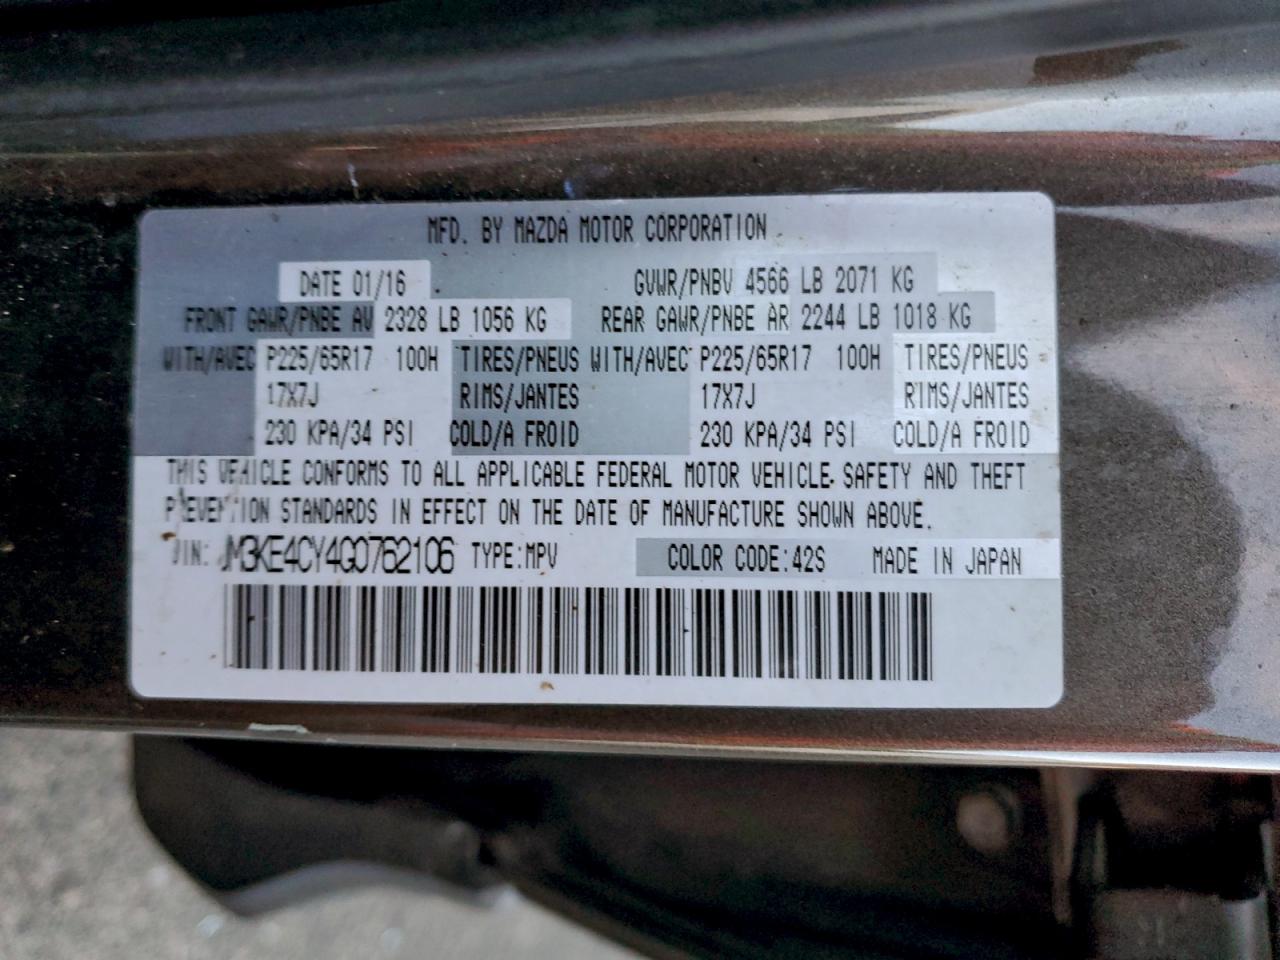 MFD. BY MAZDA MOTOR CORPORATION
DATE 01/16 GVWR/PNBV 4566 LB 2071 KG
FRONT GAWR/PNBE AV 2328 LB 1056 KG REAR GAWR/PNBE AR 2244 LB 1018 KG
WITH/AVEC P225/65R17 100H TIRES/PNEUS WITH/AVEC P225/65R17 100H TIRES/PNEUS
17X7J RIMS/JANTES 17X7J RIMS/JANTES
230 KPA/34 PSI COLD/A FROID 230 KPA/34 PSI COLD/A FROID
THIS VEHICLE CONFORMS TO ALL APPLICABLE FEDERAL MOTOR VEHICLE SAFETY AND THEFT
PREVENTION STANDARDS IN EFFECT ON THE DATE OF MANUFACTURE SHOWN ABOVE.
VIN: JM3KE4CY4G0762106 TYPE:MPV COLOR CODE:42S MADE IN JAPAN